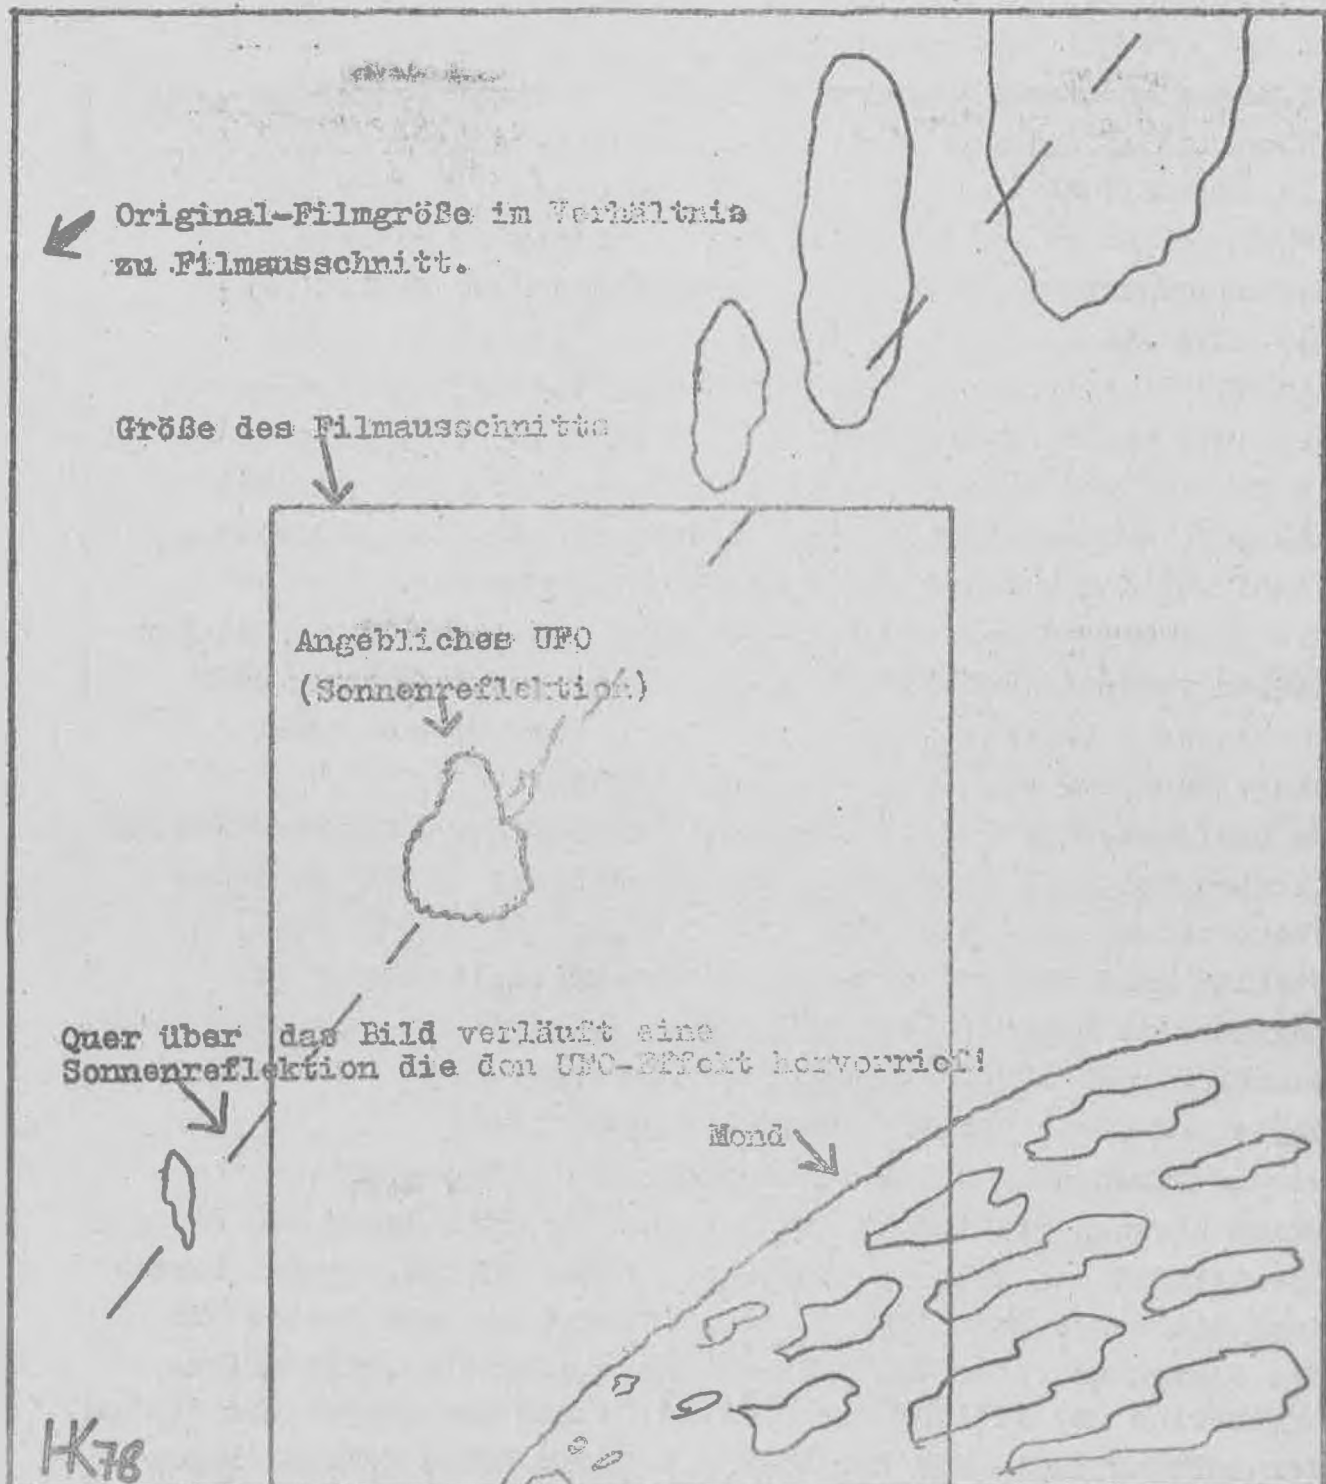 Original-Filmgröße im Verhältnis
zu Filmausschnitt.
Größe des Filmausschnitts
Angebliches UFO
(Sonnenreflektion)
Quer über das Bild verläuft eine
Sonnenreflektion die den UFO-Effekt hervorrief!
Mond
HK78